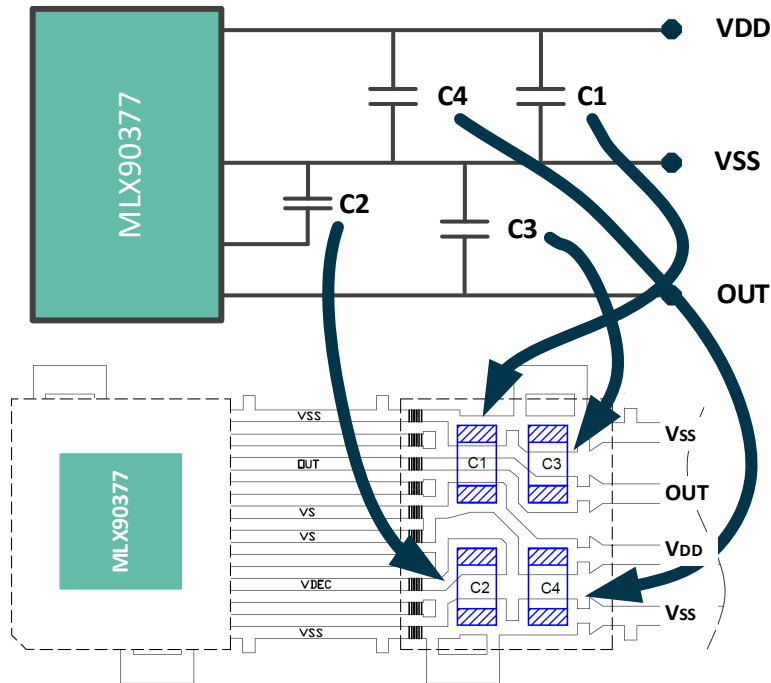 VDD
C4
C1
MLX90377
VSS
C2
C3
OUT
VSS
VSS
C1
C3
OUT
OUT
VS
MLX90377
VS
VDD
VDEC
C2
C4
VSS
VSS